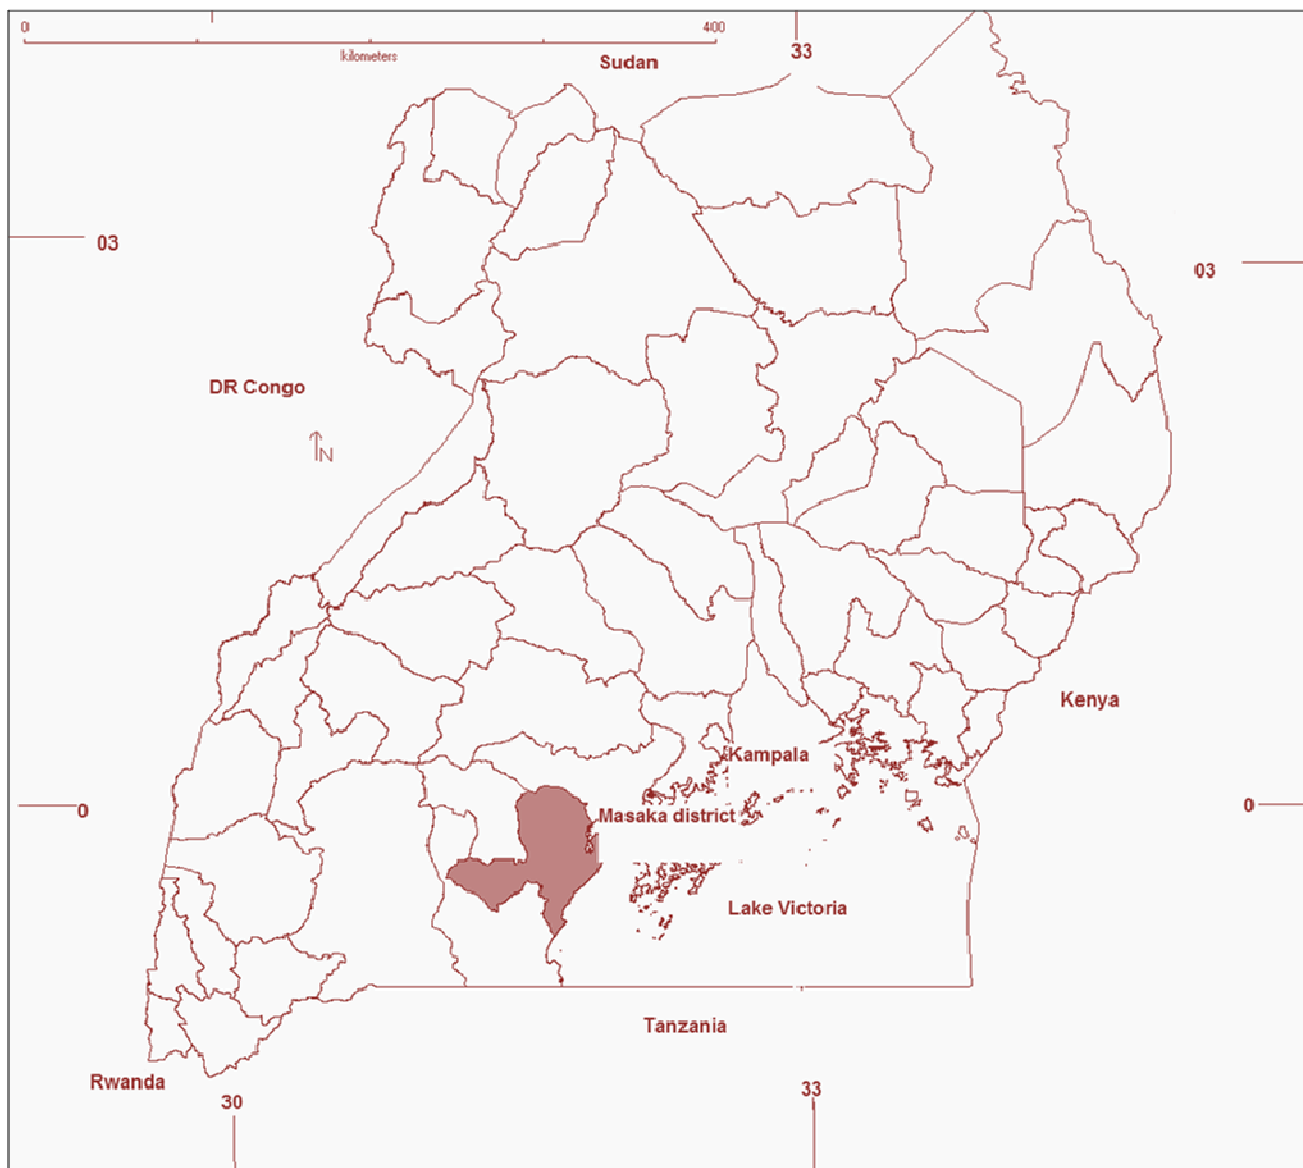 0 400
kilometers
Sudan
33
03
03
DR Congo
N
Kenya
Kampala
0
Masaka district
0
Lake Victoria
Tanzania
Rwanda
30
33